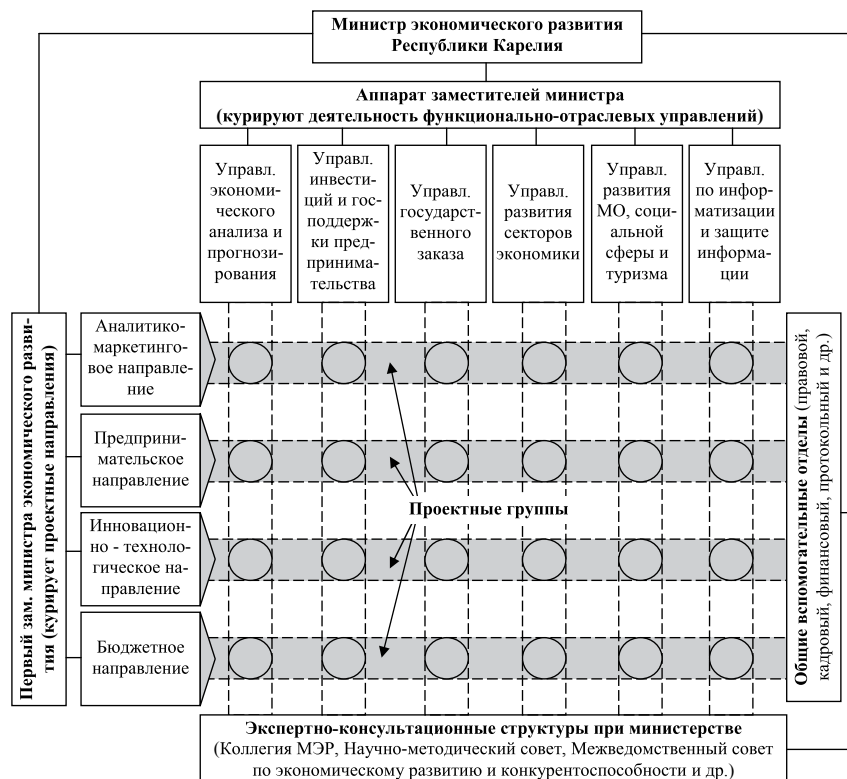 Министр экономического развития
Республики Карелия
Аппарат заместителей министра
(курируют деятельность функционально-отраслевых управлений)
Управл.
экономи-
ческого
анализа и
прогнози-
рования
Управл.
инвести-
ций и гос-
поддерж-
ки пред-
принима-
тельства
Управл.
государст-
венного
заказа
Управл.
развития
секторов
экономики
Управл.
развития
МО, соци-
альной
сферы и
туризма
Управл.
по инфор-
матизации
и защите
информа-
ции
Первый зам. министра экономического разви-
тия (курирует проектные направления)
Аналитико-
маркетинго-
вое направле-
ние
Предприни-
мательское
направление
Инновацион-
но - техноло-
гическое на-
правление
Бюджетное
направление
Проектные группы
Общие вспомогательные отделы (правовой,
кадровый, финансовый, протокольный и др.)
Экспертно-консультационные структуры при министерстве
(Коллегия МЭР, Научно-методический совет, Межведомственный совет
по экономическому развитию и конкурентоспособности и др.)